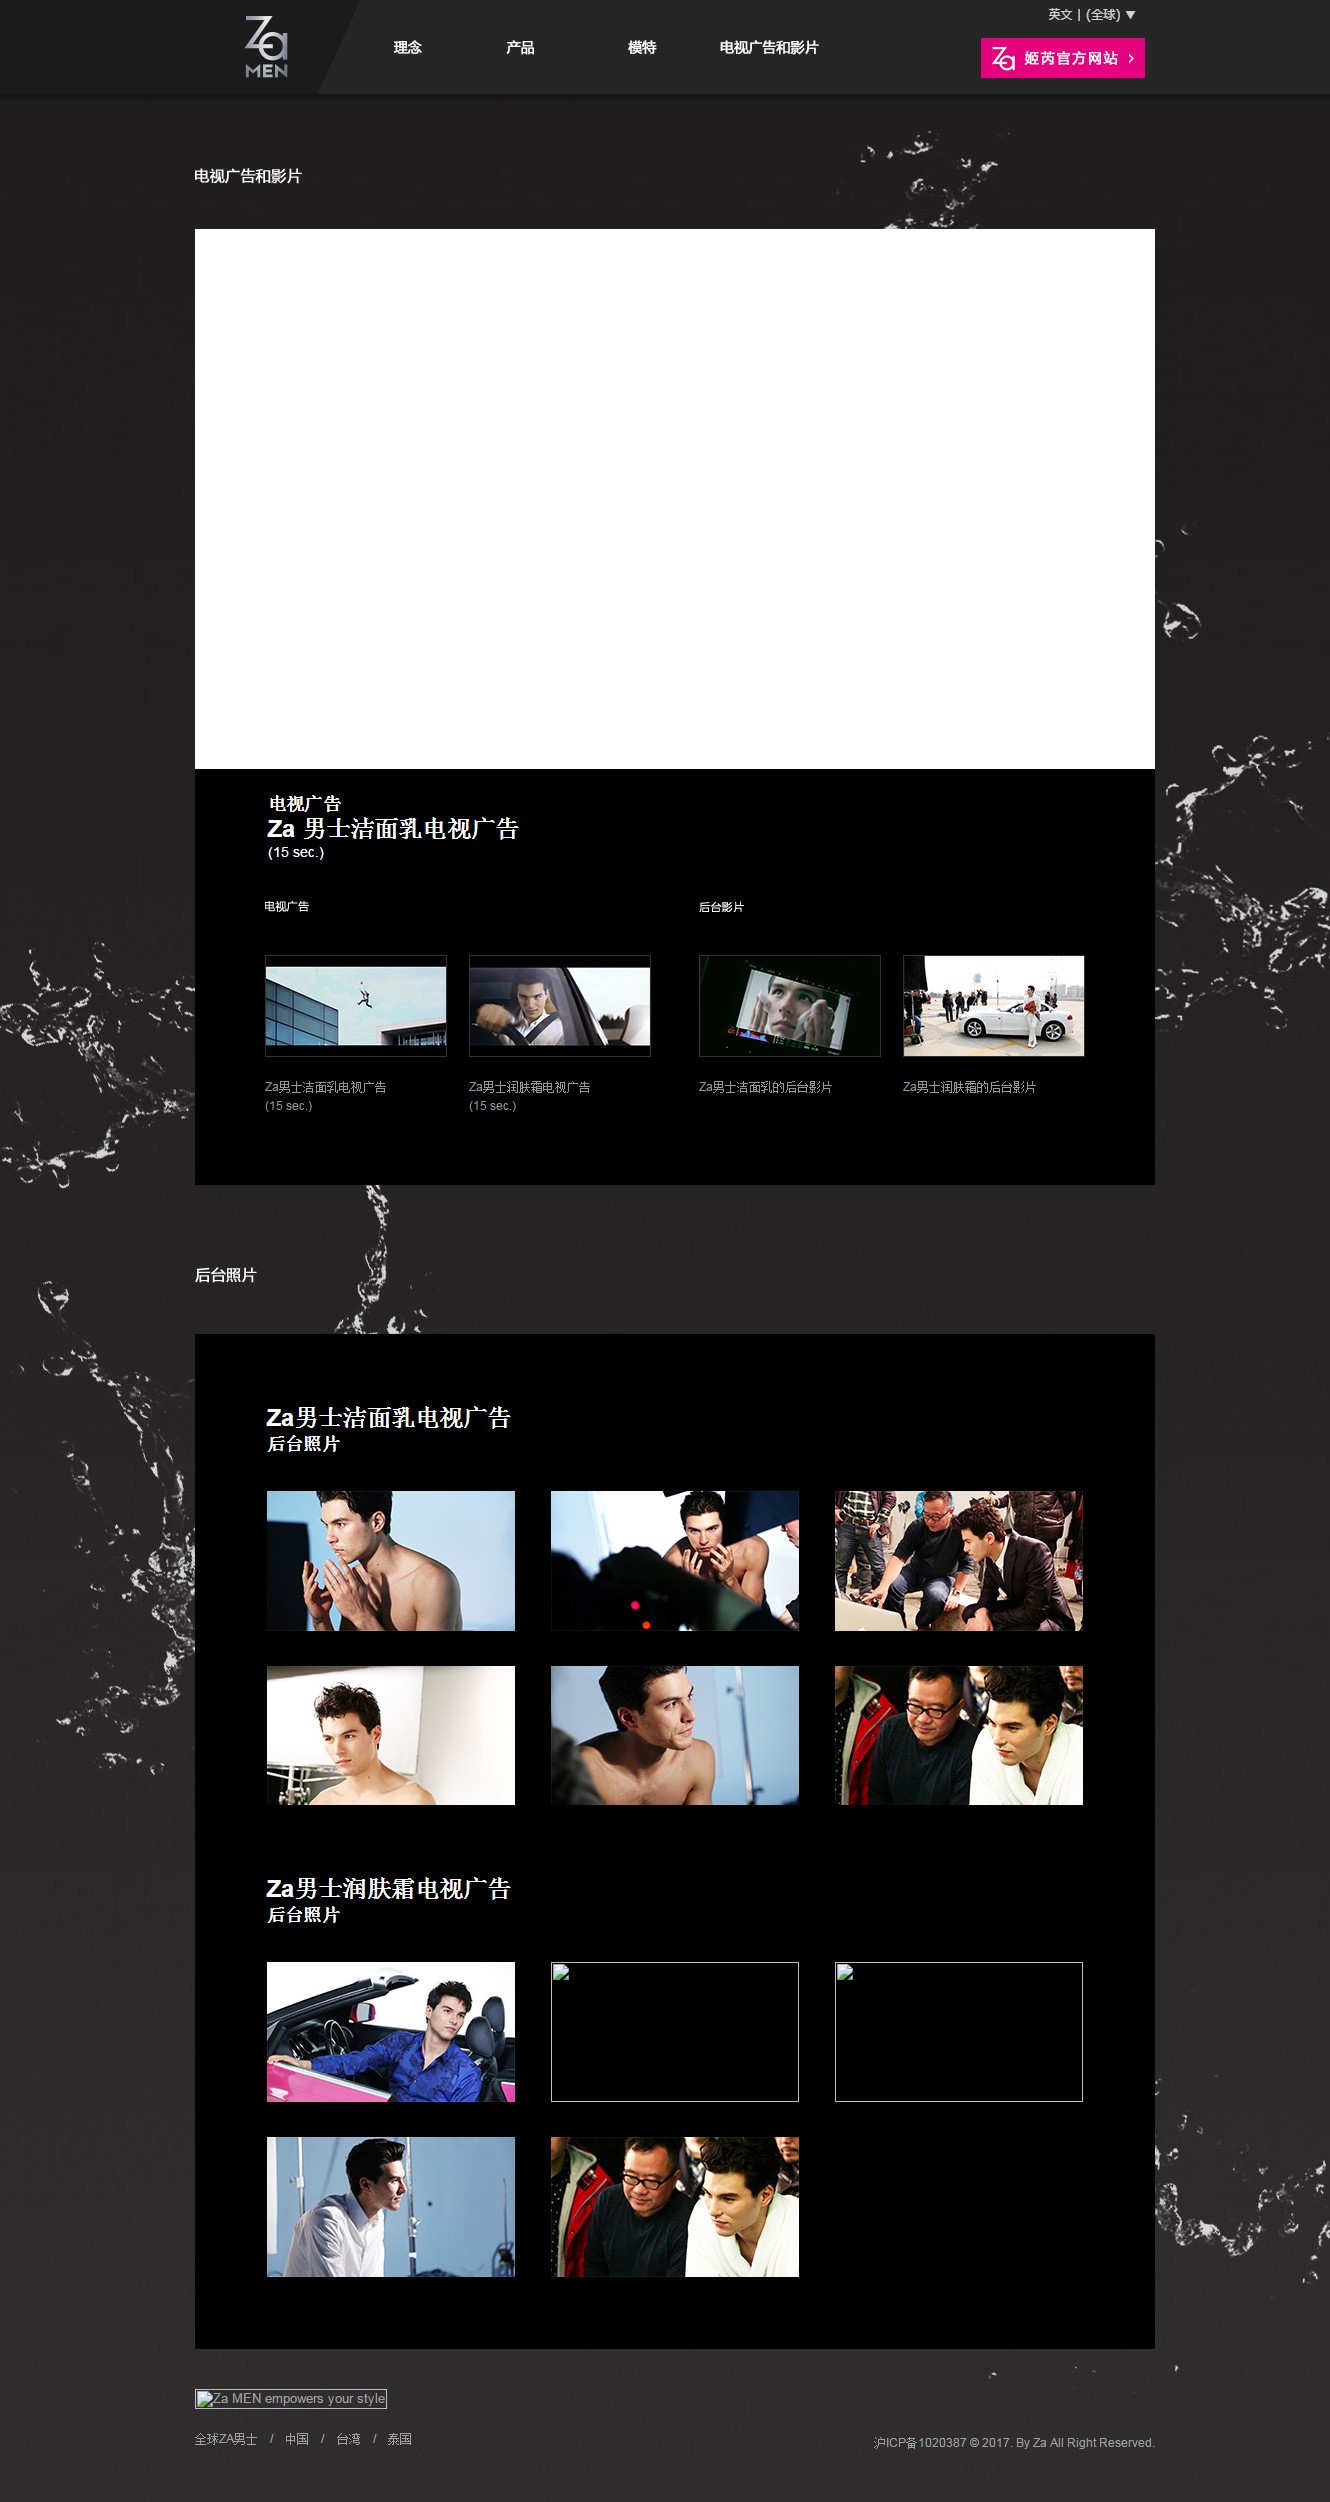 Za
MEN
理念
产品
模特
电视广告和影片
英文 | (全球) ▼
Za 姬芮官方网站 ›
电视广告和影片
电视广告
Za 男士洁面乳电视广告
(15 sec.)
电视广告
后台影片
Za男士洁面乳电视广告
(15 sec.)
Za男士润肤霜电视广告
(15 sec.)
Za男士洁面乳的后台影片
Za男士润肤霜的后台影片
后台照片
Za男士洁面乳电视广告
后台照片
Za男士润肤霜电视广告
后台照片
Za MEN empowers your style
全球ZA男士 / 中国 / 台湾 / 泰国
沪ICP备1020387 © 2017. By Za All Right Reserved.